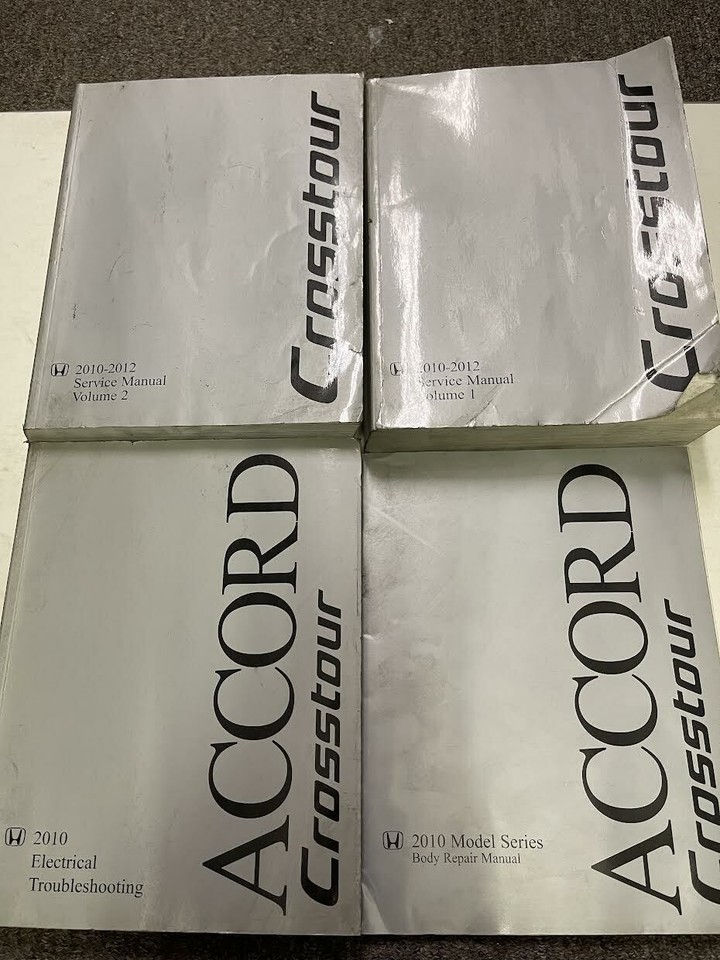 Crosstour
2010-2012
Service Manual
Volume 2
Crosstour
2010-2012
Service Manual
Volume 1
ACCORD
Crosstour
2010
Electrical
Troubleshooting
ACCORD
Crosstour
2010 Model Series
Body Repair Manual